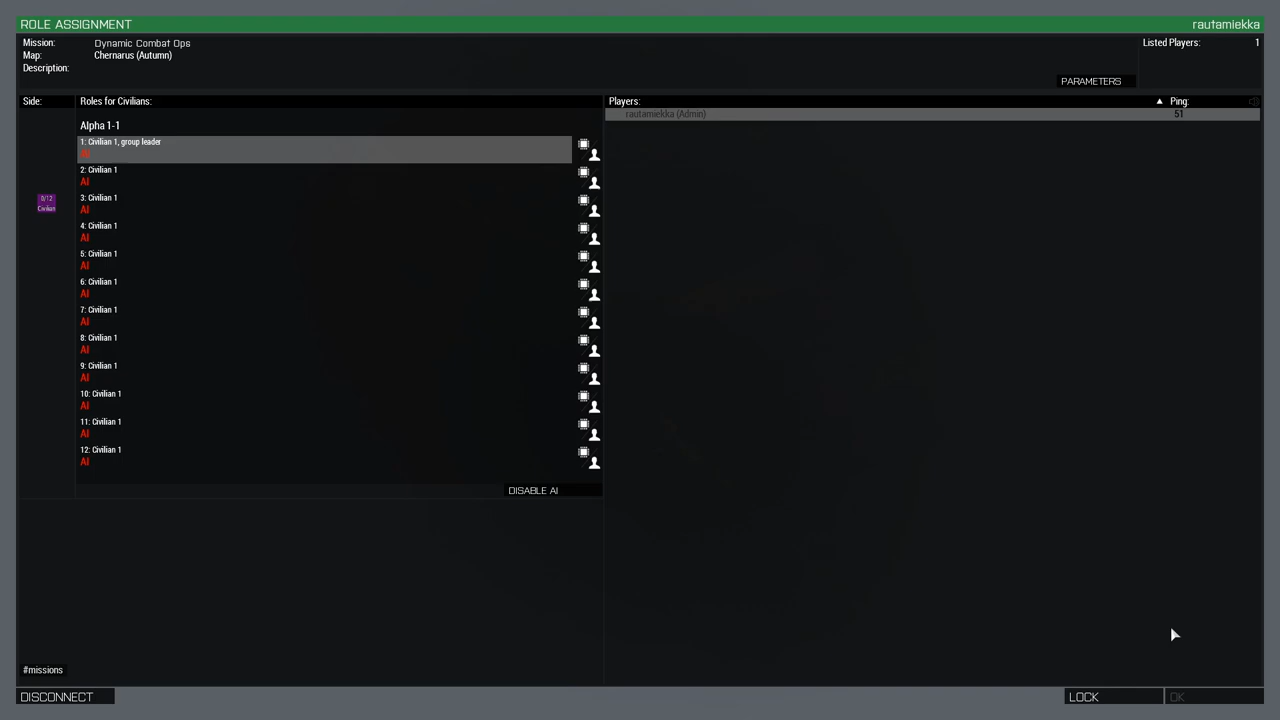 ROLE ASSIGNMENT
rautamiekka
Mission: Dynamic Combat Ops
Map: Chernarus (Autumn)
Description:
Listed Players: 1
PARAMETERS
Side:
Roles for Civilians:
Players:
Ping:
rautamiekka (Admin) 51
Alpha 1-1
1: Civilian 1, group leader
AI
2: Civilian 1
AI
0/12
Civilian
3: Civilian 1
AI
4: Civilian 1
AI
5: Civilian 1
AI
6: Civilian 1
AI
7: Civilian 1
AI
8: Civilian 1
AI
9: Civilian 1
AI
10: Civilian 1
AI
11: Civilian 1
AI
12: Civilian 1
AI
DISABLE AI
#missions
DISCONNECT
LOCK
OK